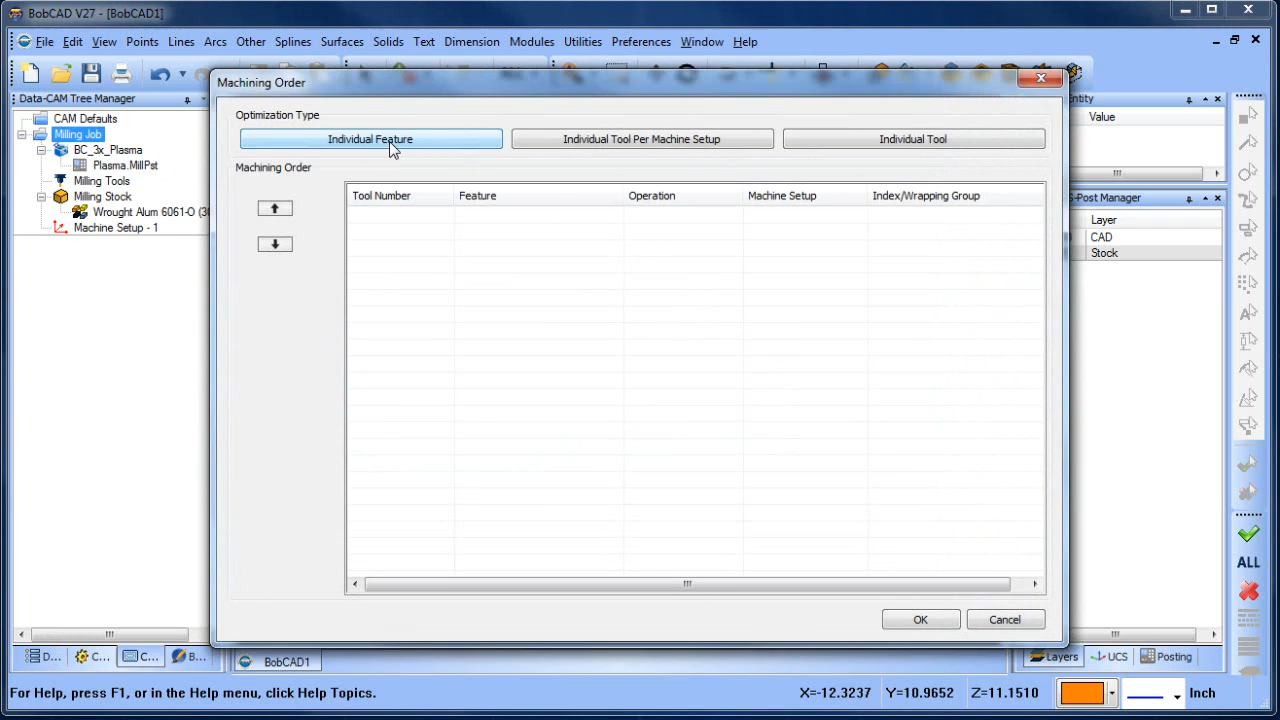 BobCAD V27 - [BobCAD1]
File Edit View Points Lines Arcs Other Splines Surfaces Solids Text Dimension Modules Utilities Preferences Window Help
Data-CAM Tree Manager
CAM Defaults
Milling Job
BC_3x_Plasma
Plasma.MillPst
Milling Tools
Milling Stock
Wrought Alum 6061-O (30
Machine Setup - 1
Machining Order
Optimization Type
Individual Feature Individual Tool Per Machine Setup Individual Tool
Machining Order
Tool Number Feature Operation Machine Setup Index/Wrapping Group
OK Cancel
Entity
Value
-Post Manager
Layer
CAD
Stock
ALL
D... C... C... B...
BobCAD1
Layers UCS Posting
For Help, press F1, or in the Help menu, click Help Topics.
X=-12.3237 Y=10.9652 Z=11.1510 Inch